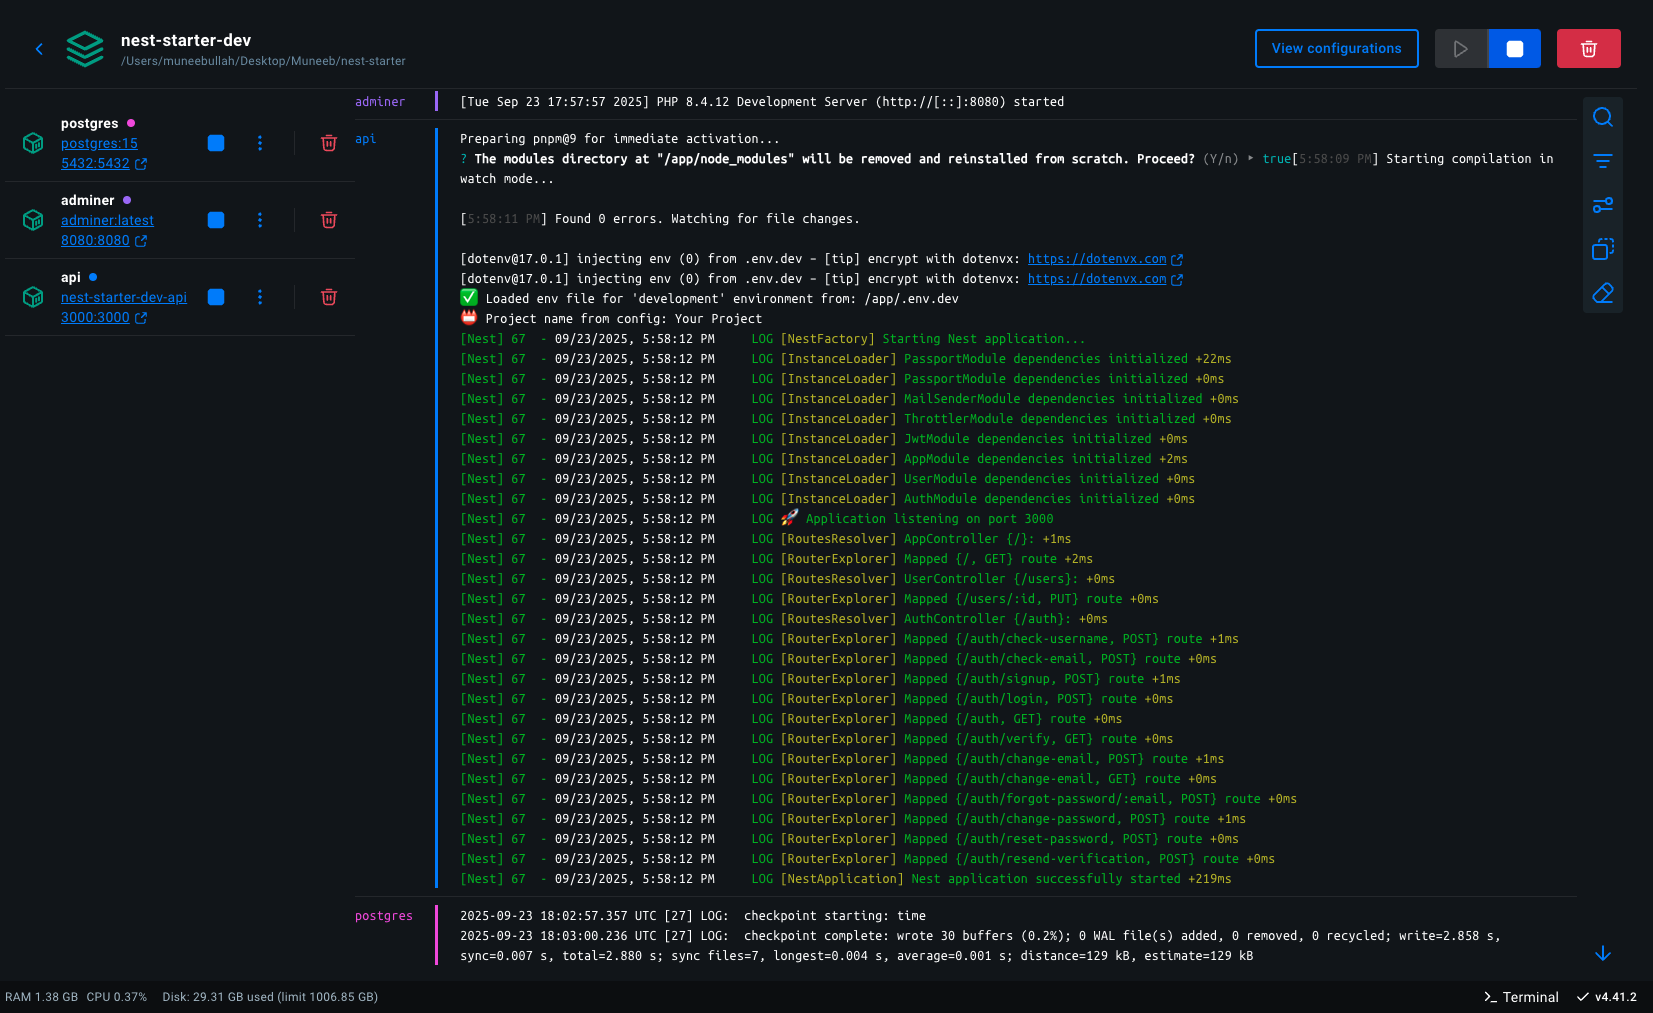 nest-starter-dev
/Users/muneebullah/Desktop/Muneeb/nest-starter
View configurations
postgres
postgres:15
5432:5432
adminer
adminer:latest
8080:8080
api
nest-starter-dev-api
3000:3000
adminer
[Tue Sep 23 17:57:57 2025] PHP 8.4.12 Development Server (http://[::]:8080) started
api
Preparing pnpm@9 for immediate activation...
? The modules directory at "/app/node_modules" will be removed and reinstalled from scratch. Proceed? (Y/n) ‣ true[5:58:09 PM] Starting compilation in
watch mode...
[5:58:11 PM] Found 0 errors. Watching for file changes.
[dotenv@17.0.1] injecting env (0) from .env.dev – [tip] encrypt with dotenvx: https://dotenvx.com
[dotenv@17.0.1] injecting env (0) from .env.dev – [tip] encrypt with dotenvx: https://dotenvx.com
✅ Loaded env file for 'development' environment from: /app/.env.dev
📛 Project name from config: Your Project
[Nest] 67  - 09/23/2025, 5:58:12 PM     LOG [NestFactory] Starting Nest application...
[Nest] 67  - 09/23/2025, 5:58:12 PM     LOG [InstanceLoader] PassportModule dependencies initialized +22ms
[Nest] 67  - 09/23/2025, 5:58:12 PM     LOG [InstanceLoader] PassportModule dependencies initialized +0ms
[Nest] 67  - 09/23/2025, 5:58:12 PM     LOG [InstanceLoader] MailSenderModule dependencies initialized +0ms
[Nest] 67  - 09/23/2025, 5:58:12 PM     LOG [InstanceLoader] ThrottlerModule dependencies initialized +0ms
[Nest] 67  - 09/23/2025, 5:58:12 PM     LOG [InstanceLoader] JwtModule dependencies initialized +0ms
[Nest] 67  - 09/23/2025, 5:58:12 PM     LOG [InstanceLoader] AppModule dependencies initialized +2ms
[Nest] 67  - 09/23/2025, 5:58:12 PM     LOG [InstanceLoader] UserModule dependencies initialized +0ms
[Nest] 67  - 09/23/2025, 5:58:12 PM     LOG [InstanceLoader] AuthModule dependencies initialized +0ms
[Nest] 67  - 09/23/2025, 5:58:12 PM     LOG 🚀 Application listening on port 3000
[Nest] 67  - 09/23/2025, 5:58:12 PM     LOG [RoutesResolver] AppController {/}: +1ms
[Nest] 67  - 09/23/2025, 5:58:12 PM     LOG [RouterExplorer] Mapped {/, GET} route +2ms
[Nest] 67  - 09/23/2025, 5:58:12 PM     LOG [RoutesResolver] UserController {/users}: +0ms
[Nest] 67  - 09/23/2025, 5:58:12 PM     LOG [RouterExplorer] Mapped {/users/:id, PUT} route +0ms
[Nest] 67  - 09/23/2025, 5:58:12 PM     LOG [RoutesResolver] AuthController {/auth}: +0ms
[Nest] 67  - 09/23/2025, 5:58:12 PM     LOG [RouterExplorer] Mapped {/auth/check-username, POST} route +1ms
[Nest] 67  - 09/23/2025, 5:58:12 PM     LOG [RouterExplorer] Mapped {/auth/check-email, POST} route +0ms
[Nest] 67  - 09/23/2025, 5:58:12 PM     LOG [RouterExplorer] Mapped {/auth/signup, POST} route +1ms
[Nest] 67  - 09/23/2025, 5:58:12 PM     LOG [RouterExplorer] Mapped {/auth/login, POST} route +0ms
[Nest] 67  - 09/23/2025, 5:58:12 PM     LOG [RouterExplorer] Mapped {/auth, GET} route +0ms
[Nest] 67  - 09/23/2025, 5:58:12 PM     LOG [RouterExplorer] Mapped {/auth/verify, GET} route +0ms
[Nest] 67  - 09/23/2025, 5:58:12 PM     LOG [RouterExplorer] Mapped {/auth/change-email, POST} route +1ms
[Nest] 67  - 09/23/2025, 5:58:12 PM     LOG [RouterExplorer] Mapped {/auth/change-email, GET} route +0ms
[Nest] 67  - 09/23/2025, 5:58:12 PM     LOG [RouterExplorer] Mapped {/auth/forgot-password/:email, POST} route +0ms
[Nest] 67  - 09/23/2025, 5:58:12 PM     LOG [RouterExplorer] Mapped {/auth/change-password, POST} route +1ms
[Nest] 67  - 09/23/2025, 5:58:12 PM     LOG [RouterExplorer] Mapped {/auth/reset-password, POST} route +0ms
[Nest] 67  - 09/23/2025, 5:58:12 PM     LOG [RouterExplorer] Mapped {/auth/resend-verification, POST} route +0ms
[Nest] 67  - 09/23/2025, 5:58:12 PM     LOG [NestApplication] Nest application successfully started +219ms
postgres
2025-09-23 18:02:57.357 UTC [27] LOG:  checkpoint starting: time
2025-09-23 18:03:00.236 UTC [27] LOG:  checkpoint complete: wrote 30 buffers (0.2%); 0 WAL file(s) added, 0 removed, 0 recycled; write=2.858 s,
sync=0.007 s, total=2.880 s; sync files=7, longest=0.004 s, average=0.001 s; distance=129 kB, estimate=129 kB
RAM 1.38 GB  CPU 0.37%  Disk: 29.31 GB used (limit 1006.85 GB)
Terminal
v4.41.2